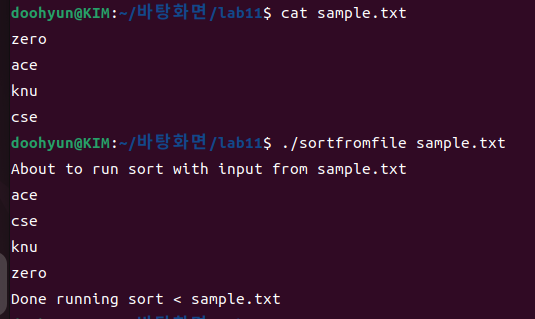 doohyun@KIM:~/바탕화면/lab11$ cat sample.txt
zero
ace
knu
cse
doohyun@KIM:~/바탕화면/lab11$ ./sortfromfile sample.txt
About to run sort with input from sample.txt
ace
cse
knu
zero
Done running sort < sample.txt